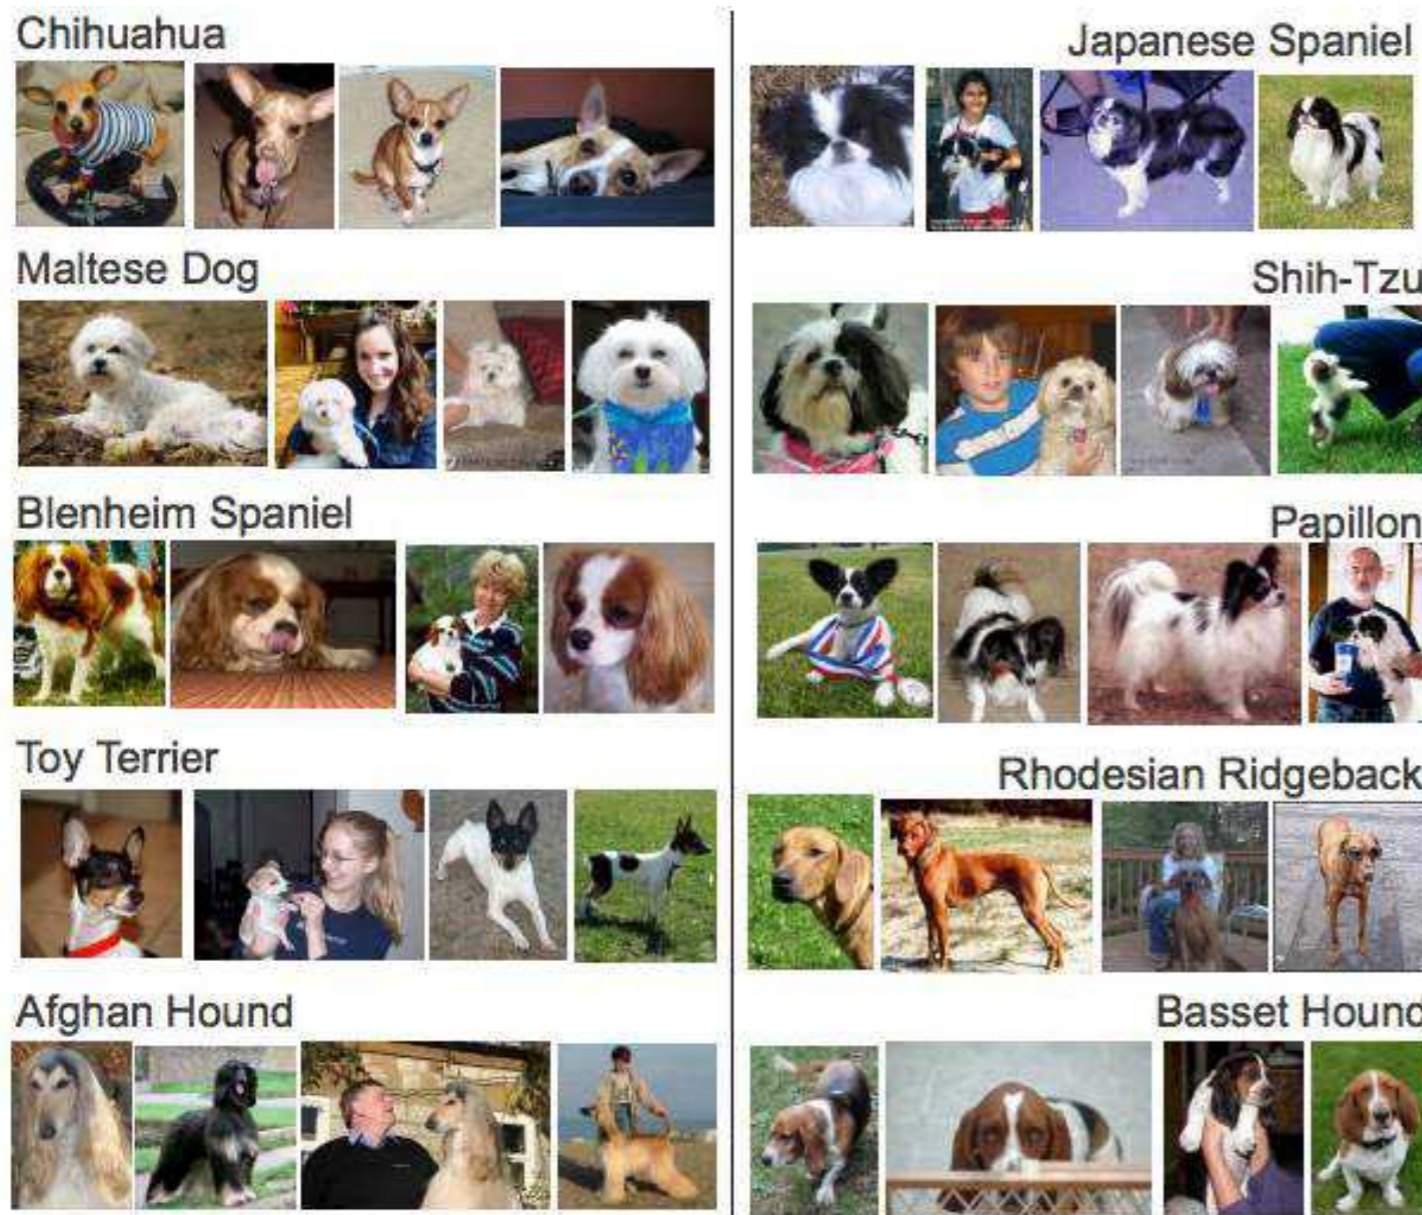 Chihuahua
Japanese Spaniel
Maltese Dog
Shih-Tzu
Blenheim Spaniel
Papillon
Toy Terrier
Rhodesian Ridgeback
Afghan Hound
Basset Hound